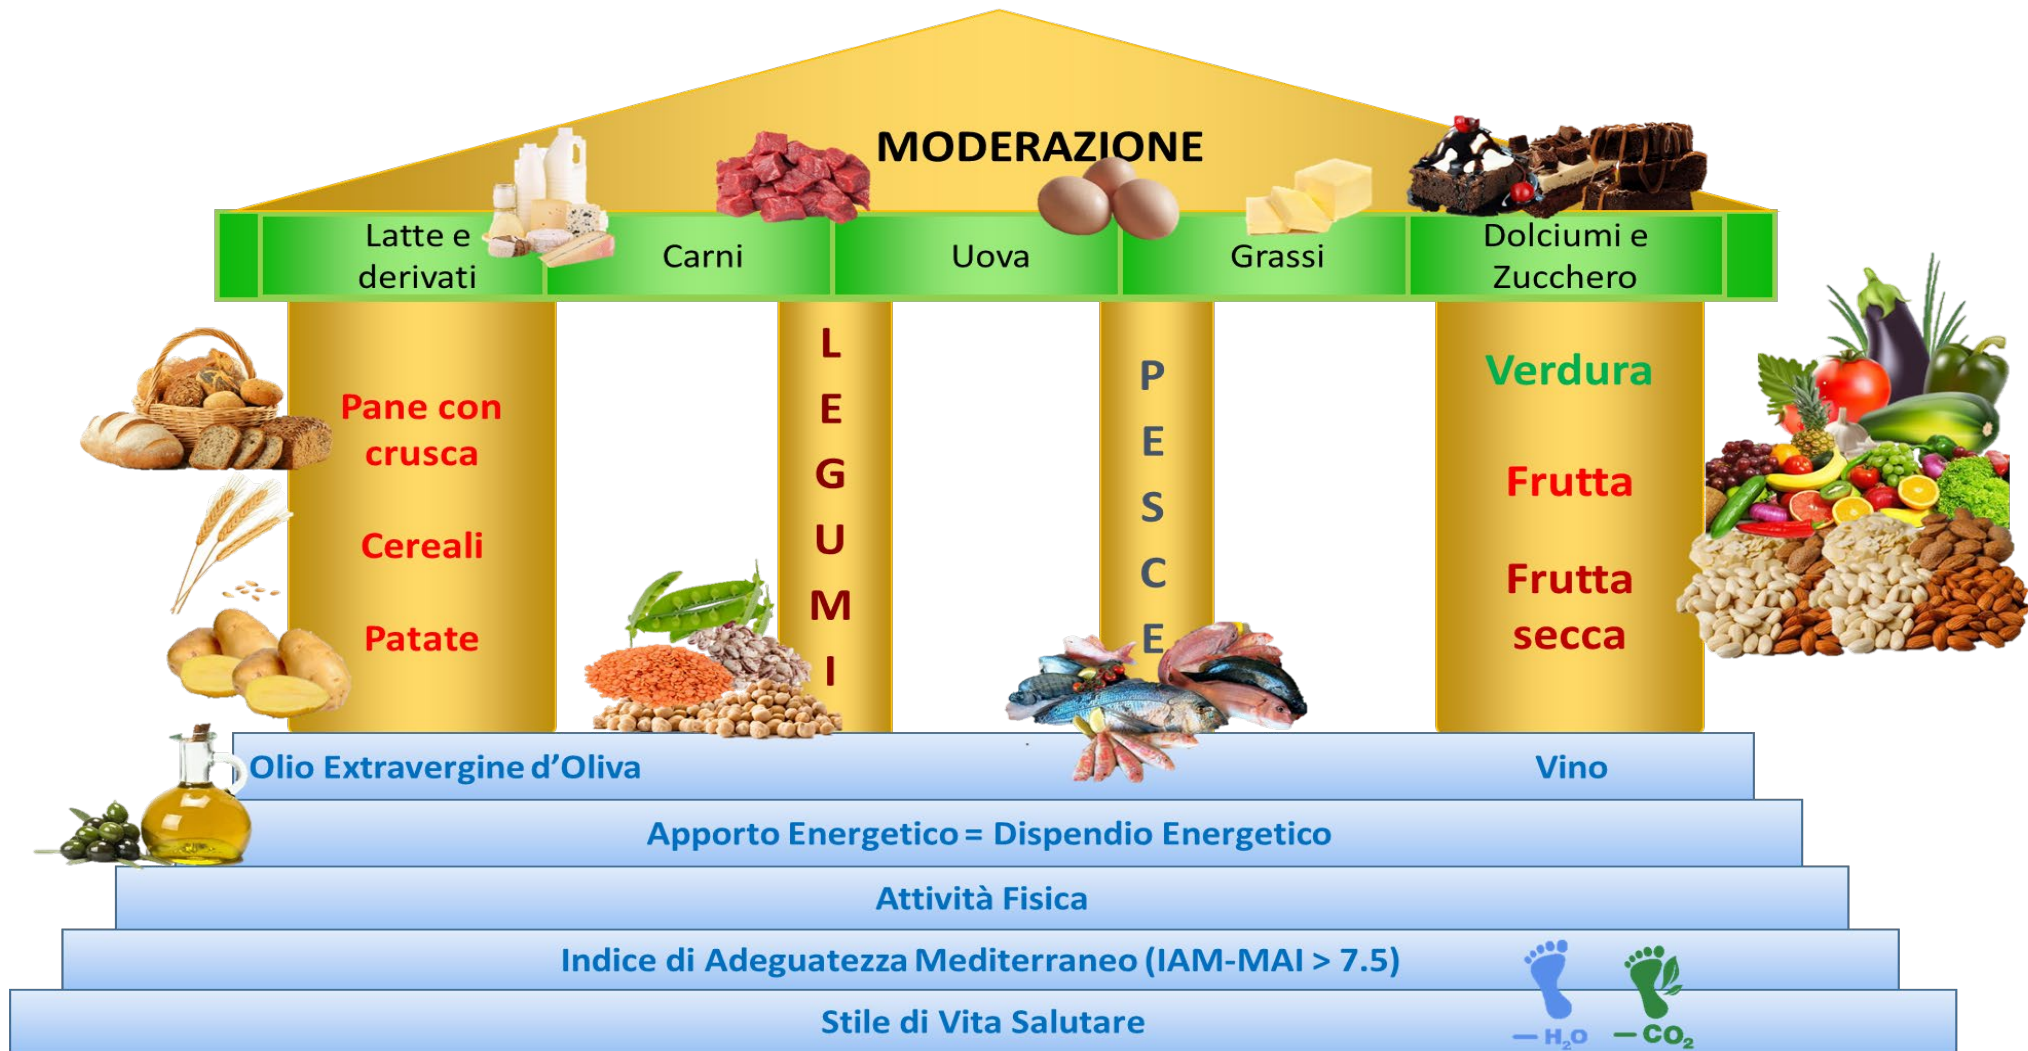 MODERAZIONE
Latte e
derivati
Carni
Uova
Grassi
Dolciumi e
Zucchero
Pane con
crusca
Cereali
Patate
LEGUMI
PESCE
Verdura
Frutta
Frutta
secca
Olio Extravergine d'Oliva
Vino
Apporto Energetico = Dispendio Energetico
Attività Fisica
Indice di Adeguatezza Mediterraneo (IAM-MAI > 7.5)
Stile di Vita Salutare
— H₂O
— CO₂